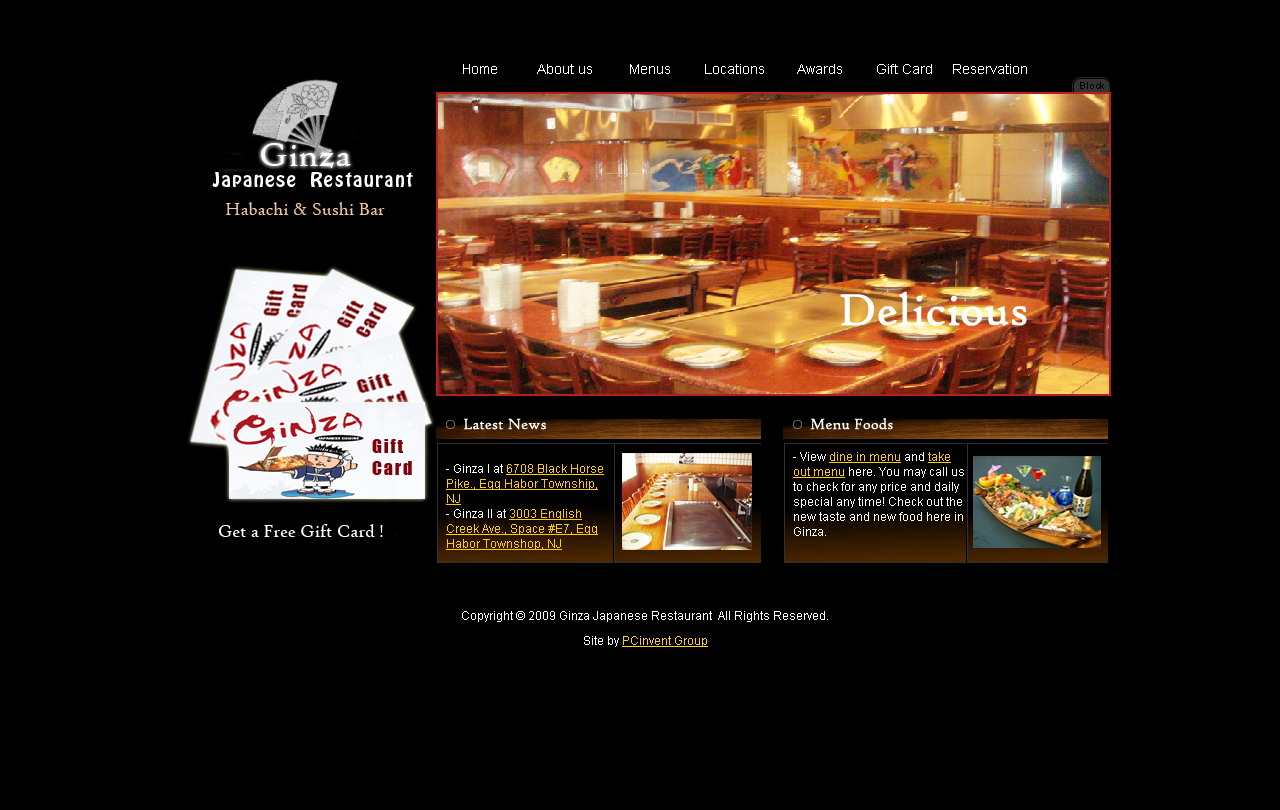 Home About us Menus Locations Awards Gift Card Reservation
Block
Ginza
Japanese Restaurant
Habachi & Sushi Bar
Delicious
Gift
Card
Gift
Card
GINZA
Gift
Card
GINZA
JAPANESE CUISINE
Gift
Card
Get a Free Gift Card !
Latest News
- Ginza I at 6708 Black Horse
Pike., Egg Habor Township,
NJ
- Ginza II at 3003 English
Creek Ave., Space #E7, Egg
Habor Townshop, NJ
Menu Foods
- View dine in menu and take
out menu here. You may call us
to check for any price and daily
special any time! Check out the
new taste and new food here in
Ginza.
Copyright © 2009 Ginza Japanese Restaurant All Rights Reserved.
Site by PCinvent Group